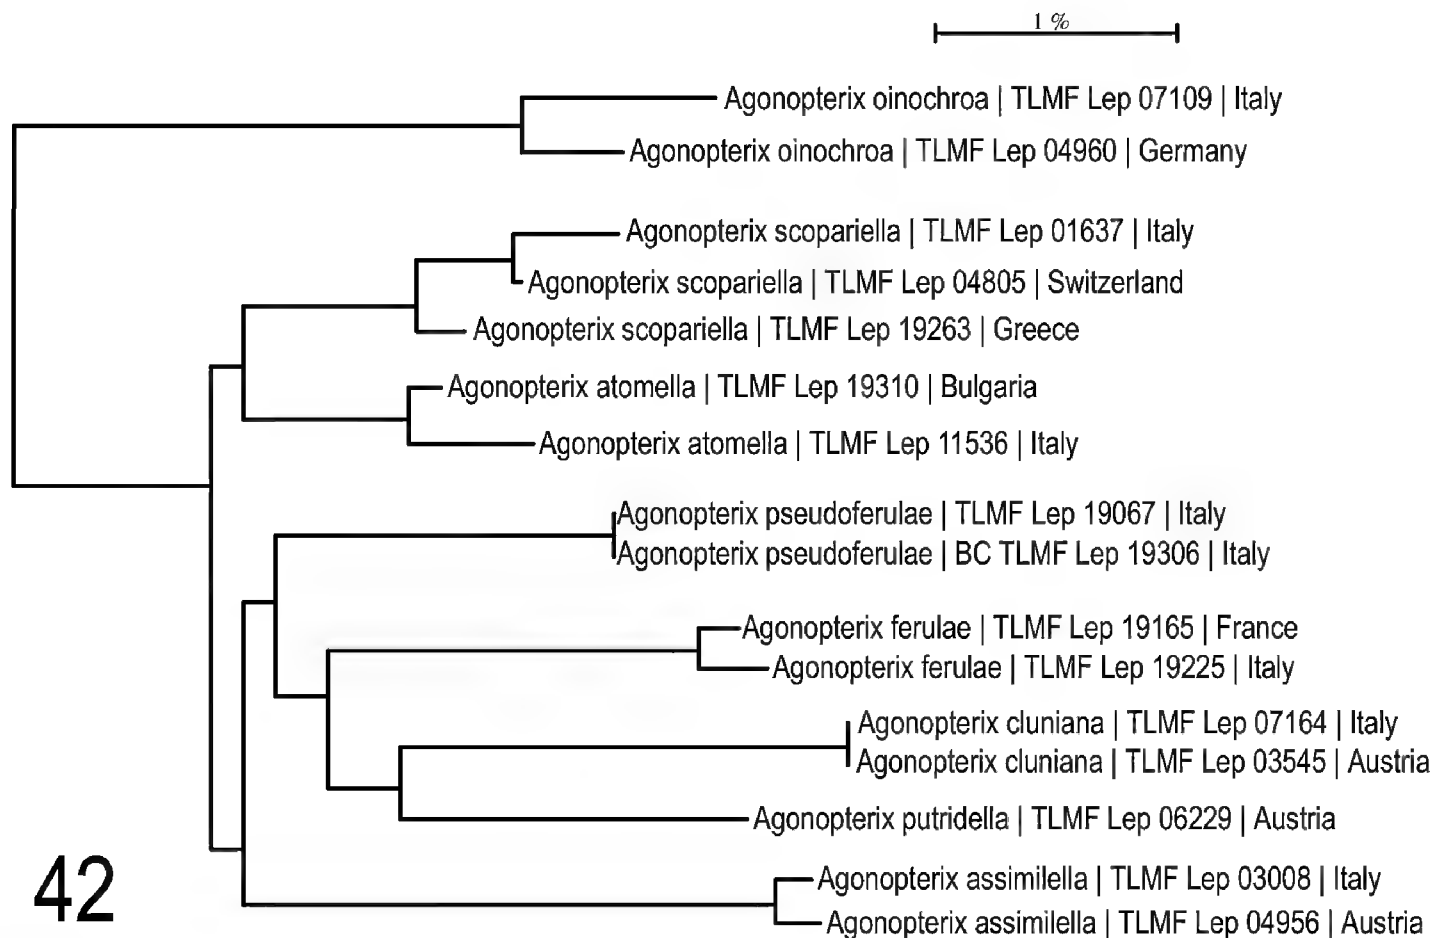 1 %
Agonopterix oinochroa | TLMF Lep 07109 | Italy
Agonopterix oinochroa | TLMF Lep 04960 | Germany
Agonopterix scopariella | TLMF Lep 01637 | Italy
Agonopterix scopariella | TLMF Lep 04805 | Switzerland
Agonopterix scopariella | TLMF Lep 19263 | Greece
Agonopterix atomella | TLMF Lep 19310 | Bulgaria
Agonopterix atomella | TLMF Lep 11536 | Italy
Agonopterix pseudoferulae | TLMF Lep 19067 | Italy
Agonopterix pseudoferulae | BC TLMF Lep 19306 | Italy
Agonopterix ferulae | TLMF Lep 19165 | France
Agonopterix ferulae | TLMF Lep 19225 | Italy
Agonopterix cluniana | TLMF Lep 07164 | Italy
Agonopterix cluniana | TLMF Lep 03545 | Austria
Agonopterix putridella | TLMF Lep 06229 | Austria
Agonopterix assimilella | TLMF Lep 03008 | Italy
Agonopterix assimilella | TLMF Lep 04956 | Austria
42